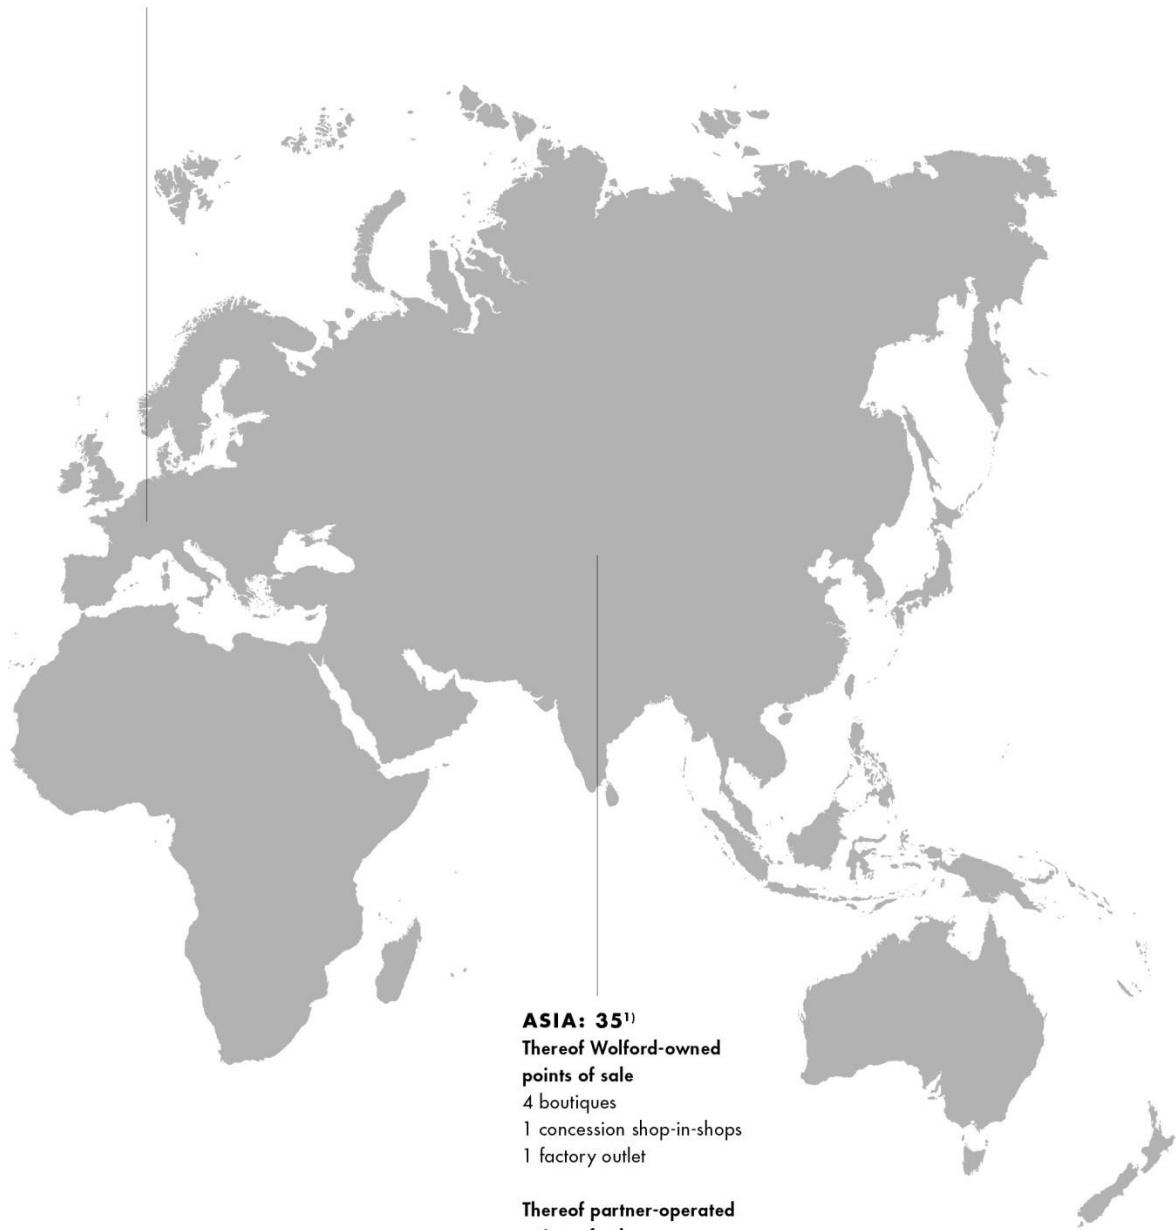 ASIA: 35¹⁾
Thereof Wolford-owned
points of sale
4 boutiques
1 concession shop-in-shops
1 factory outlet
Thereof partner-operated